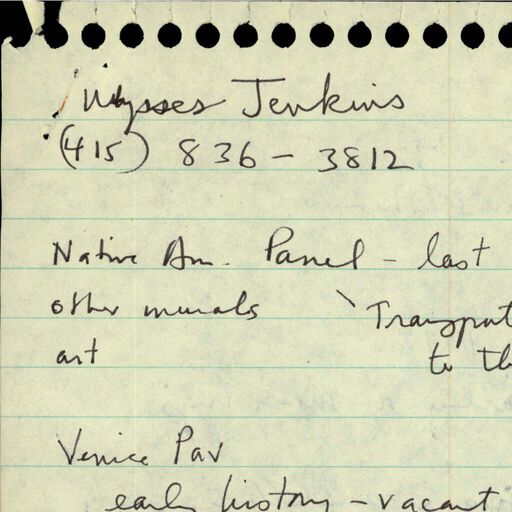 Ulysses Jenkins
(415) 836-3812
Native Am. Panel - last
other murals \ Transport
art to th
Venice Pav
early history - vacant